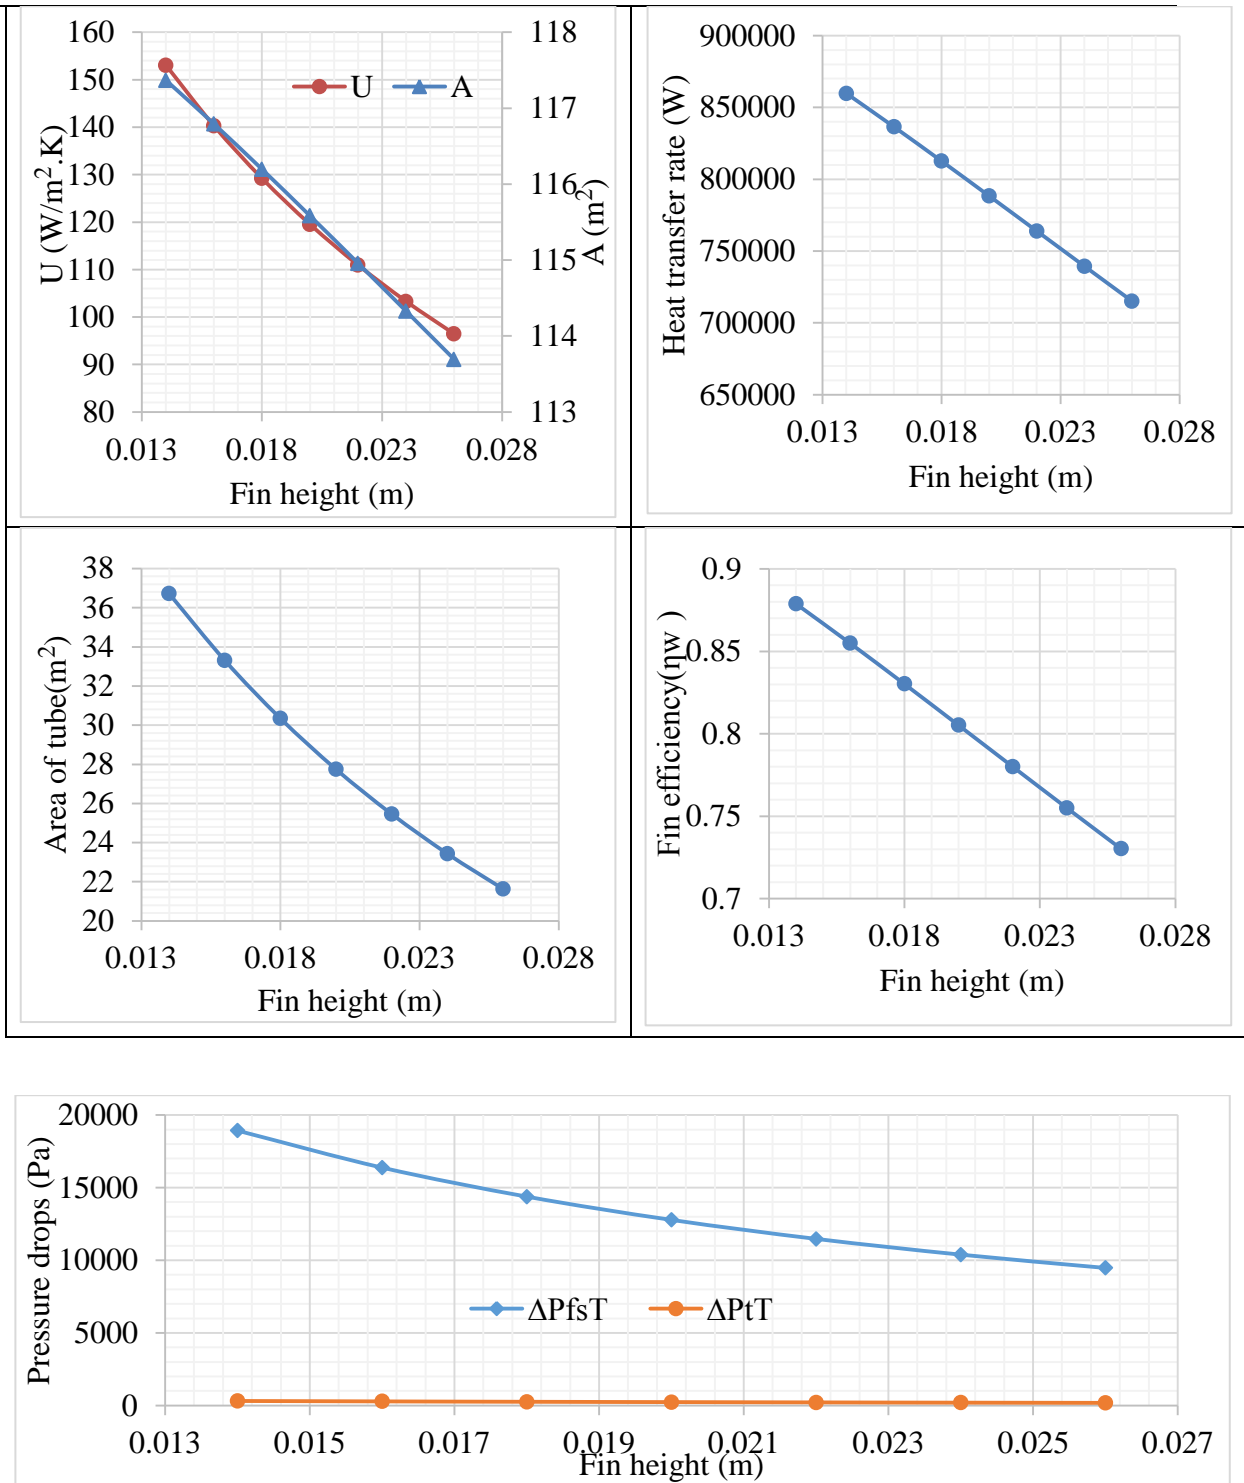 160
150
140
130
120
110
100
90
80
U (W/m².K)
U
A
118
117
116
115
114
113
A (m²)
0.013 0.018 0.023 0.028
Fin height (m)
900000
850000
800000
750000
700000
650000
Heat transfer rate (W)
0.013 0.018 0.023 0.028
Fin height (m)
38
36
34
32
30
28
26
24
22
20
Area of tube(m²)
0.013 0.018 0.023 0.028
Fin height (m)
0.9
0.85
0.8
0.75
0.7
Fin efficiency(nw )
0.013 0.018 0.023 0.028
Fin height (m)
20000
15000
10000
5000
0
Pressure drops (Pa)
ΔPfsT
ΔPtT
0.013 0.015 0.017 0.019 0.021 0.023 0.025 0.027
Fin height (m)